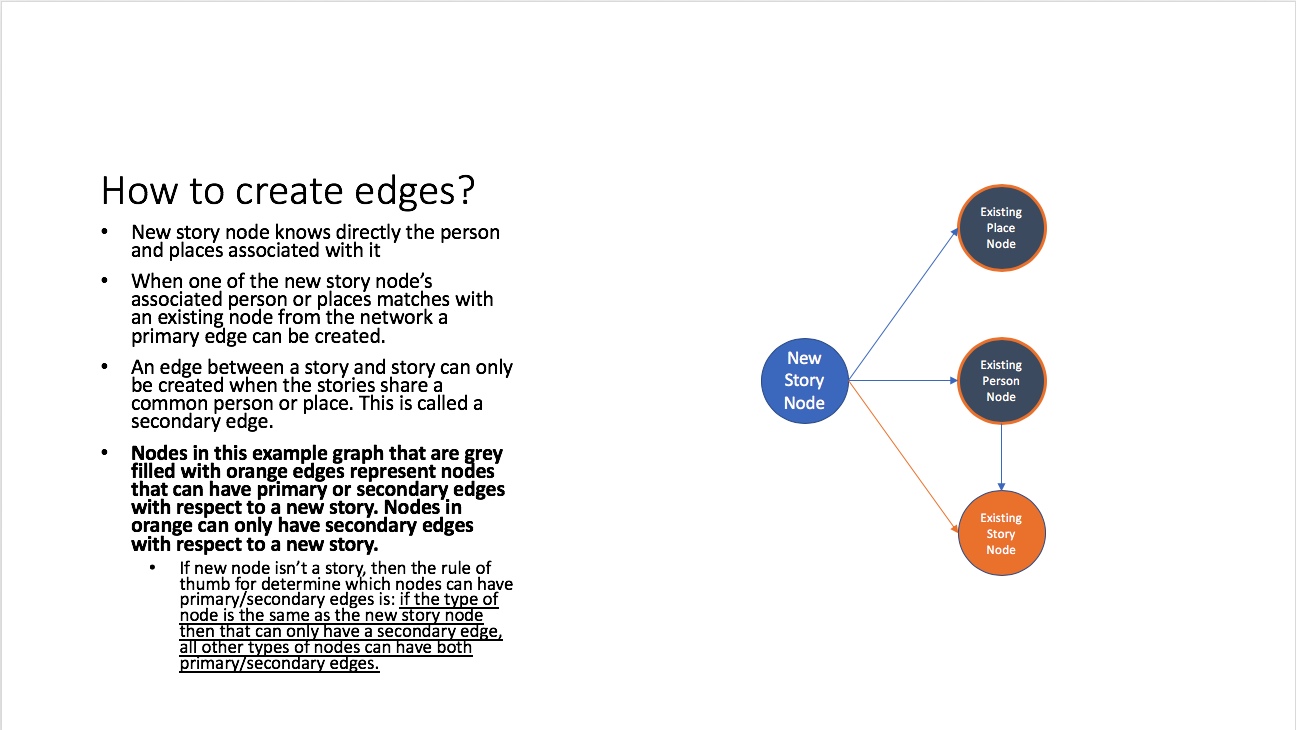 How to create edges?
• New story node knows directly the person
and places associated with it
• When one of the new story node’s
associated person or places matches with
an existing node from the network a
primary edge can be created.
• An edge between a story and story can only
be created when the stories share a
common person or place. This is called a
secondary edge.
• Nodes in this example graph that are grey
filled with orange edges represent nodes
that can have primary or secondary edges
with respect to a new story. Nodes in
orange can only have secondary edges
with respect to a new story.
• If new node isn’t a story, then the rule of
thumb for determine which nodes can have
primary/secondary edges is: if the type of
node is the same as the new story node
then that can only have a secondary edge,
all other types of nodes can have both
primary/secondary edges.
New
Story
Node
Existing
Place
Node
Existing
Person
Node
Existing
Story
Node